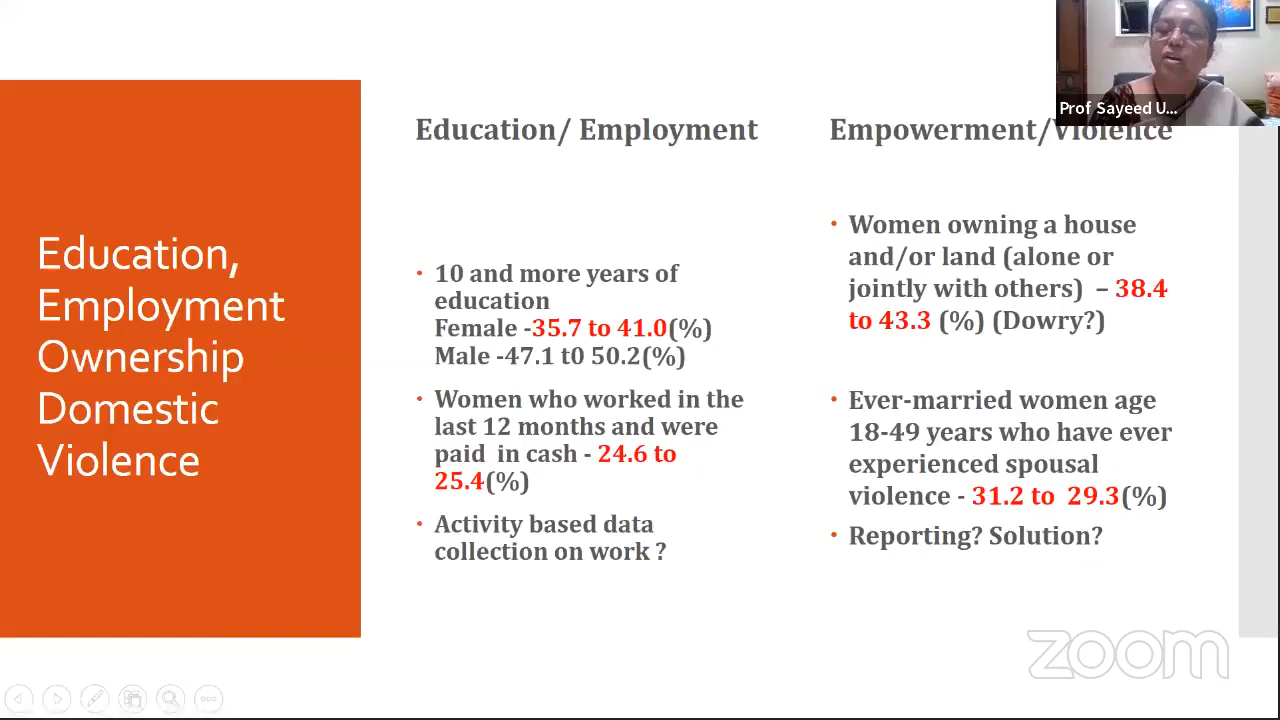 Prof Sayeed U...
Education,
Employment
Ownership
Domestic
Violence
Education/ Employment
10 and more years of
education
Female -35.7 to 41.0(%)
Male -47.1 t0 50.2(%)
Women who worked in the
last 12 months and were
paid in cash - 24.6 to
25.4(%)
Activity based data
collection on work ?
Empowerment/Violence
Women owning a house
and/or land (alone or
jointly with others) – 38.4
to 43.3 (%) (Dowry?)
Ever-married women age
18-49 years who have ever
experienced spousal
violence - 31.2 to 29.3(%)
Reporting? Solution?
zoom